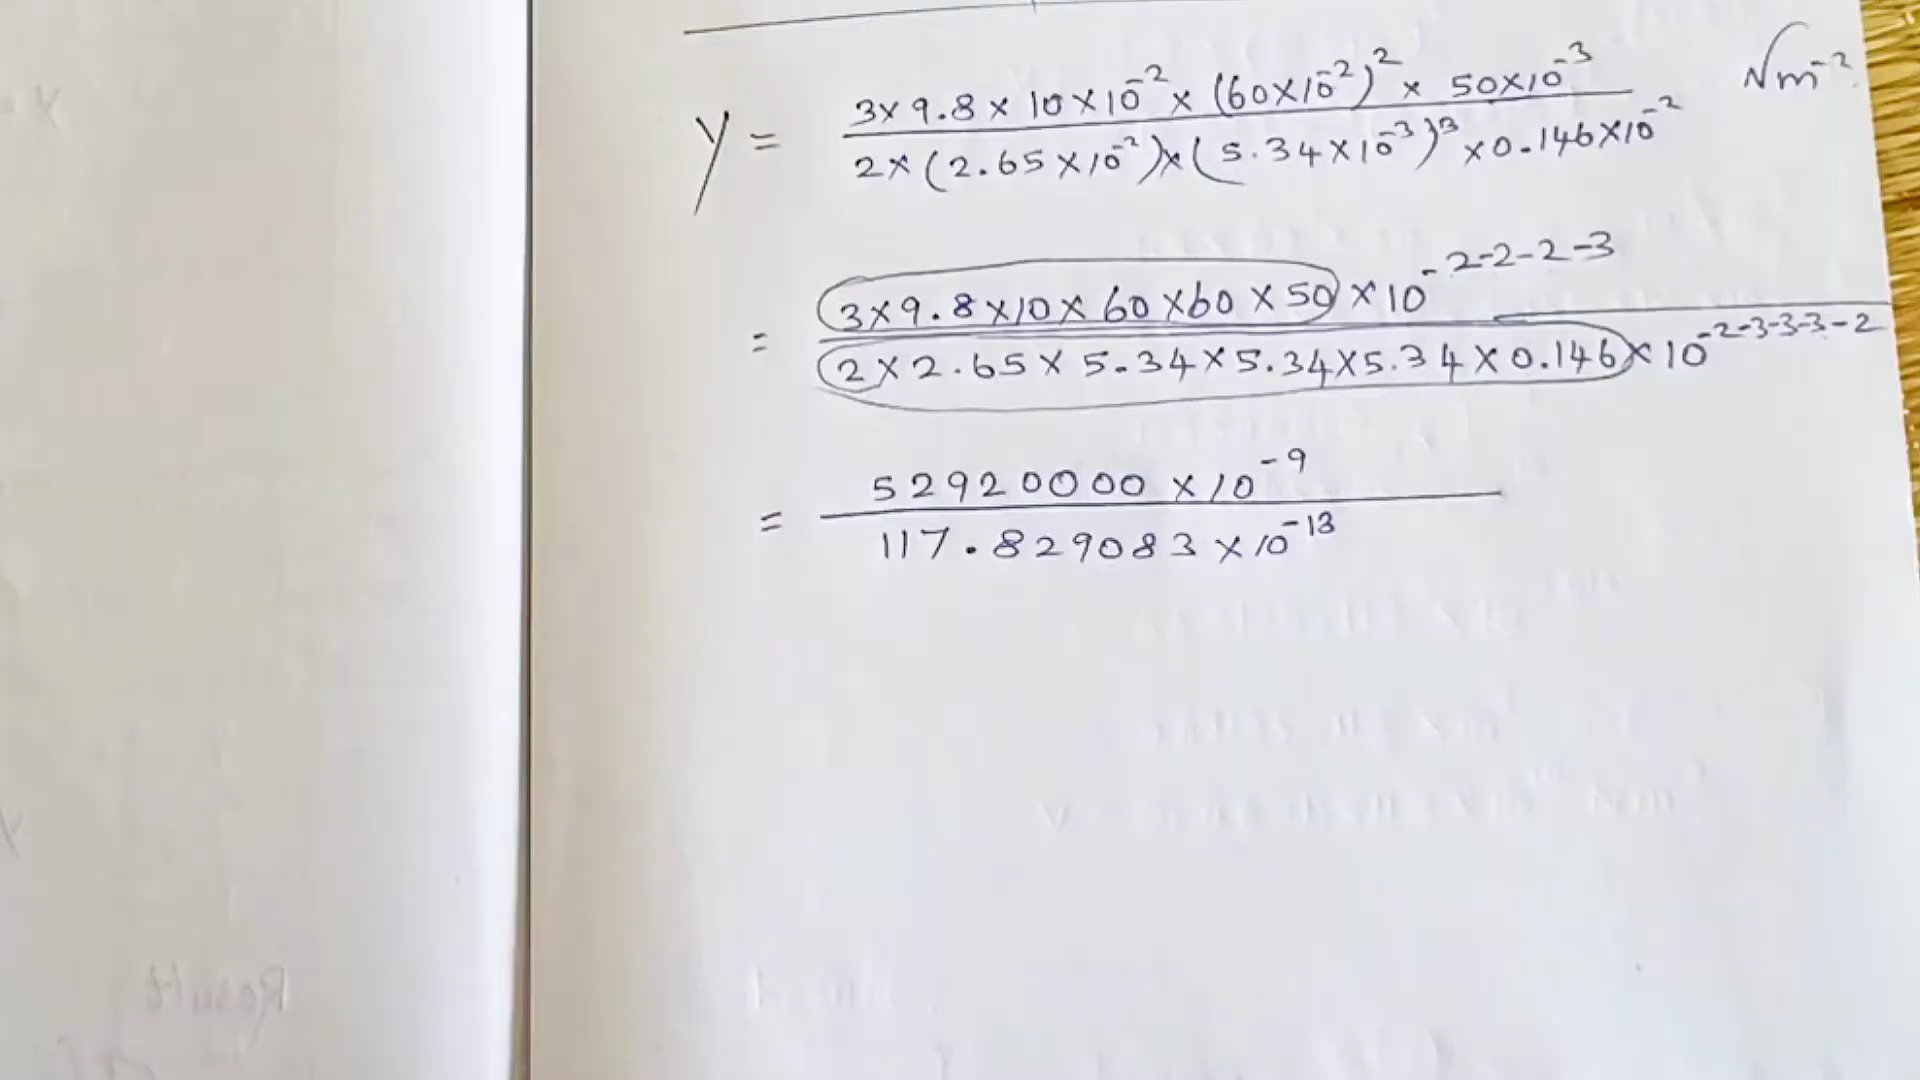 Y = 3×9.8×10×10⁻²×(60×10⁻²)²×50×10⁻³ / 2×(2.65×10⁻²)×(5.34×10⁻³)³×0.146×10⁻² Nm⁻²
= 3×9.8×10×60×60×50×10⁻²⁻²⁻²⁻³ / 2×2.65×5.34×5.34×5.34×0.146×10⁻²⁻³⁻³⁻³⁻²
= 52920000×10⁻⁹ / 117.829083×10⁻¹³
Result